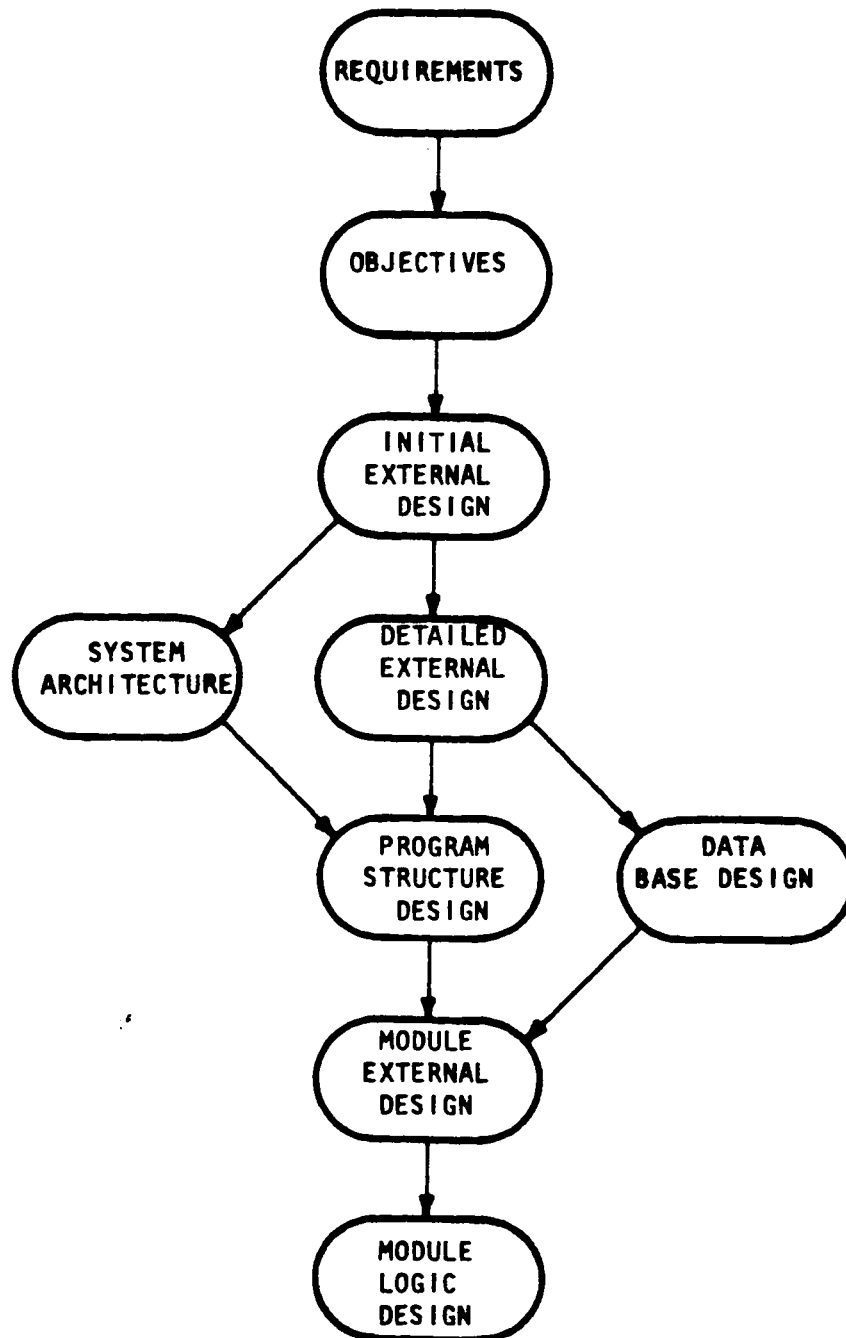 REQUIREMENTS
OBJECTIVES
INITIAL
EXTERNAL
DESIGN
SYSTEM
ARCHITECTURE
DETAILED
EXTERNAL
DESIGN
PROGRAM
STRUCTURE
DESIGN
DATA
BASE DESIGN
MODULE
EXTERNAL
DESIGN
MODULE
LOGIC
DESIGN